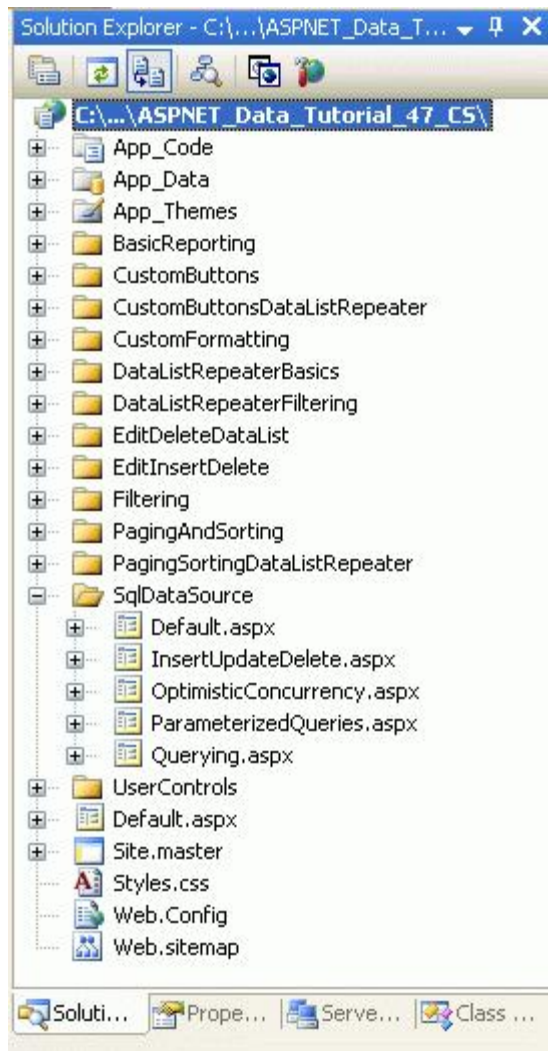 Solution Explorer - C:\...\ASPNET_Data_T...
C:\...\ASPNET_Data_Tutorial_47_CS\
App_Code
App_Data
App_Themes
BasicReporting
CustomButtons
CustomButtonsDataListRepeater
CustomFormatting
DataListRepeaterBasics
DataListRepeaterFiltering
EditDeleteDataList
EditInsertDelete
Filtering
PagingAndSorting
PagingSortingDataListRepeater
SqlDataSource
Default.aspx
InsertUpdateDelete.aspx
OptimisticConcurrency.aspx
ParameterizedQueries.aspx
Querying.aspx
UserControls
Default.aspx
Site.master
Styles.css
Web.Config
Web.sitemap
Soluti... Prope... Serve... Class ...